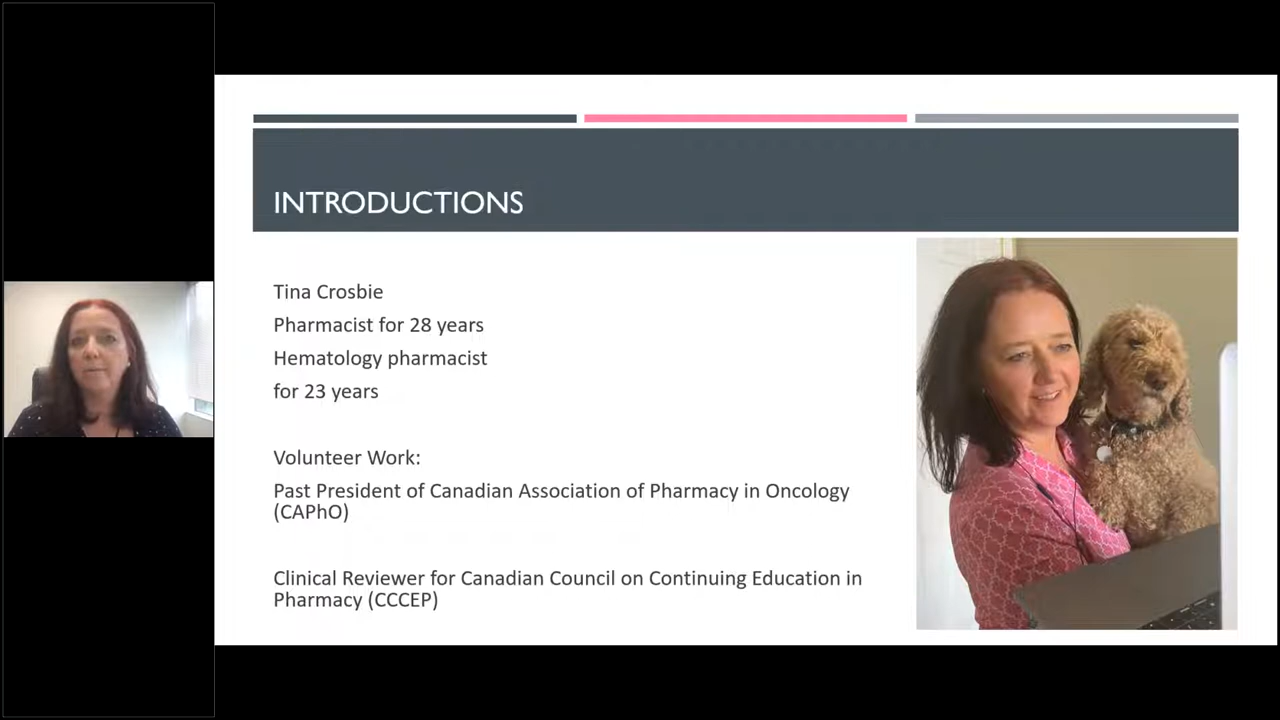 INTRODUCTIONS
Tina Crosbie
Pharmacist for 28 years
Hematology pharmacist
for 23 years
Volunteer Work:
Past President of Canadian Association of Pharmacy in Oncology
(CAPhO)
Clinical Reviewer for Canadian Council on Continuing Education in
Pharmacy (CCCEP)